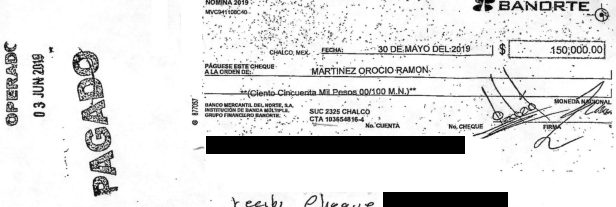 NOMINA 2019
MVC941108C40
BANORTE
CHALCO, MEX. FECHA: 30 DE MAYO DEL 2019 $ 150,000.00
PÁGUESE ESTE CHEQUE
A LA ORDEN DE: MARTINEZ OROCIO RAMON
**(Ciento Cincuenta Mil Pesos 00/100 M.N.)**
MONEDA NACIONAL
BANCO MERCANTIL DEL NORTE, S.A.
INSTITUCIÓN DE BANCA MÚLTIPLE,
GRUPO FINANCIERO BANORTE.
SUC 2325 CHALCO
CTA 103654816-4
No. CUENTA No. CHEQUE FIRMA
OPERADO
03 JUN 2019
PAGADO
recibi Cheque